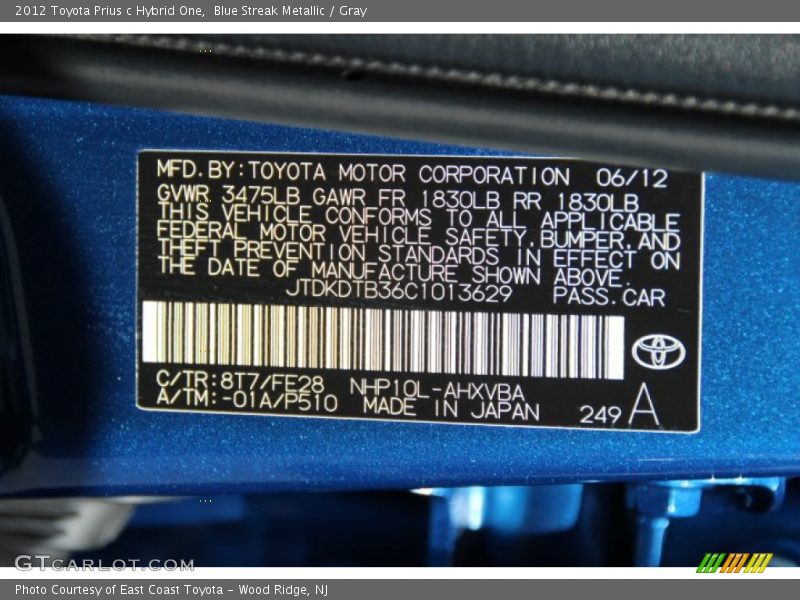 2012 Toyota Prius c Hybrid One,  Blue Streak Metallic / Gray
MFD.BY:TOYOTA MOTOR CORPORATION 06/12
GVWR 3475LB GAWR FR 1830LB RR 1830LB
THIS VEHICLE CONFORMS TO ALL APPLICABLE
FEDERAL MOTOR VEHICLE SAFETY,BUMPER,AND
THEFT PREVENTION STANDARDS IN EFFECT ON
THE DATE OF MANUFACTURE SHOWN ABOVE.
JTDKDTB36C1013629 PASS.CAR
C/TR:8T7/FE28 NHP10L-AHXVBA
A/TM:-01A/P510 MADE IN JAPAN 249 A
GTCARLOT.COM
Photo Courtesy of East Coast Toyota - Wood Ridge, NJ